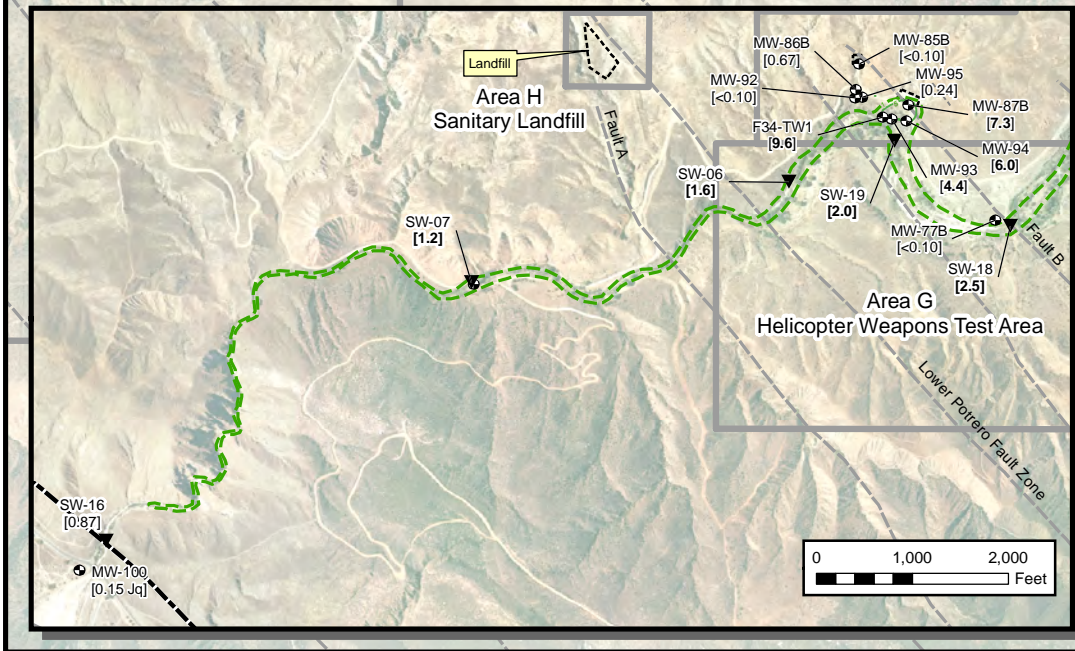 MW-85B
[<0.10]
MW-86B
[0.67]
MW-92
[<0.10]
MW-95
[0.24]
MW-87B
[7.3]
F34-TW1
[9.6]
MW-94
[6.0]
MW-93
[4.4]
Landfill
Area H
Sanitary Landfill
Fault A
SW-06
[1.6]
SW-19
[2.0]
SW-07
[1.2]
MW-77B
[<0.10]
Fault B
SW-18
[2.5]
Area G
Helicopter Weapons Test Area
Lower Potrero Fault Zone
SW-16
[0.87]
MW-100
[0.15 Jq]
0 1,000 2,000
Feet